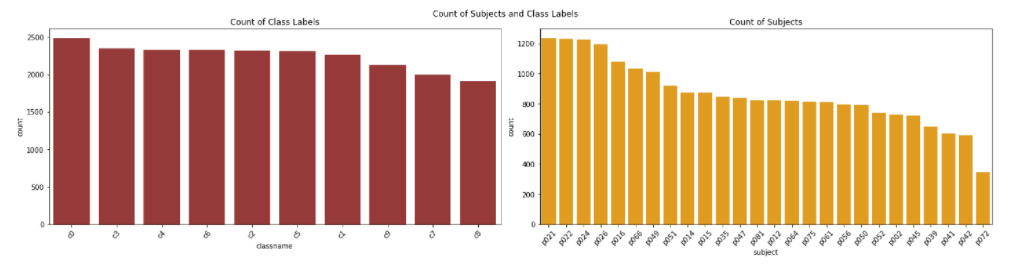 Count of Subjects and Class Labels
Count of Class Labels
count
2500
2000
1500
1000
500
0
c0 c3 c4 c6 c2 c5 c1 c9 c7 c8
classname
Count of Subjects
count
1200
1000
800
600
400
200
0
p021 p022 p024 p026 p016 p066 p049 p051 p014 p015 p035 p047 p081 p012 p064 p075 p061 p056 p050 p052 p002 p045 p039 p041 p042 p072
subject